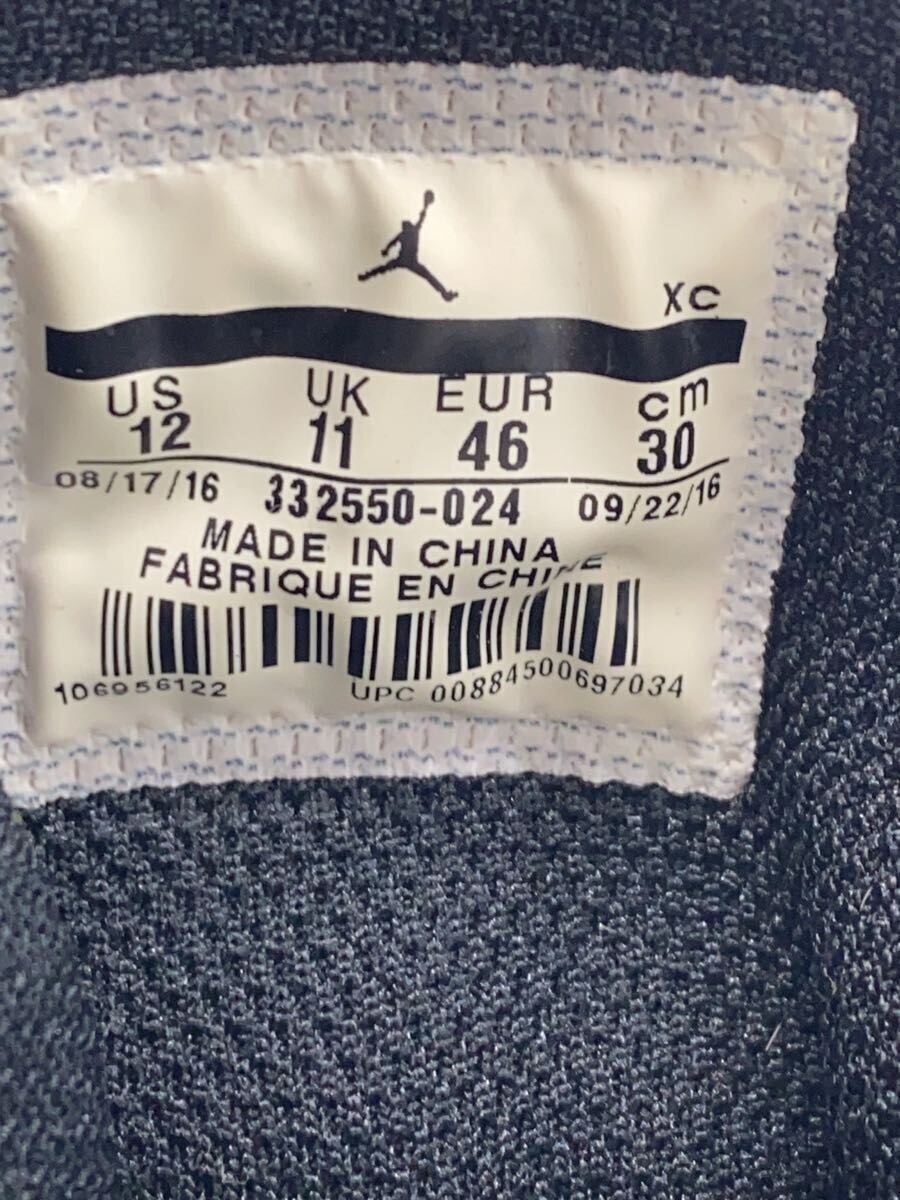 XC
US UK EUR cm
12 11 46 30
08/17/16 332550-024 09/22/16
MADE IN CHINA
FABRIQUE EN CHINE
106956122 UPC 00884500697034